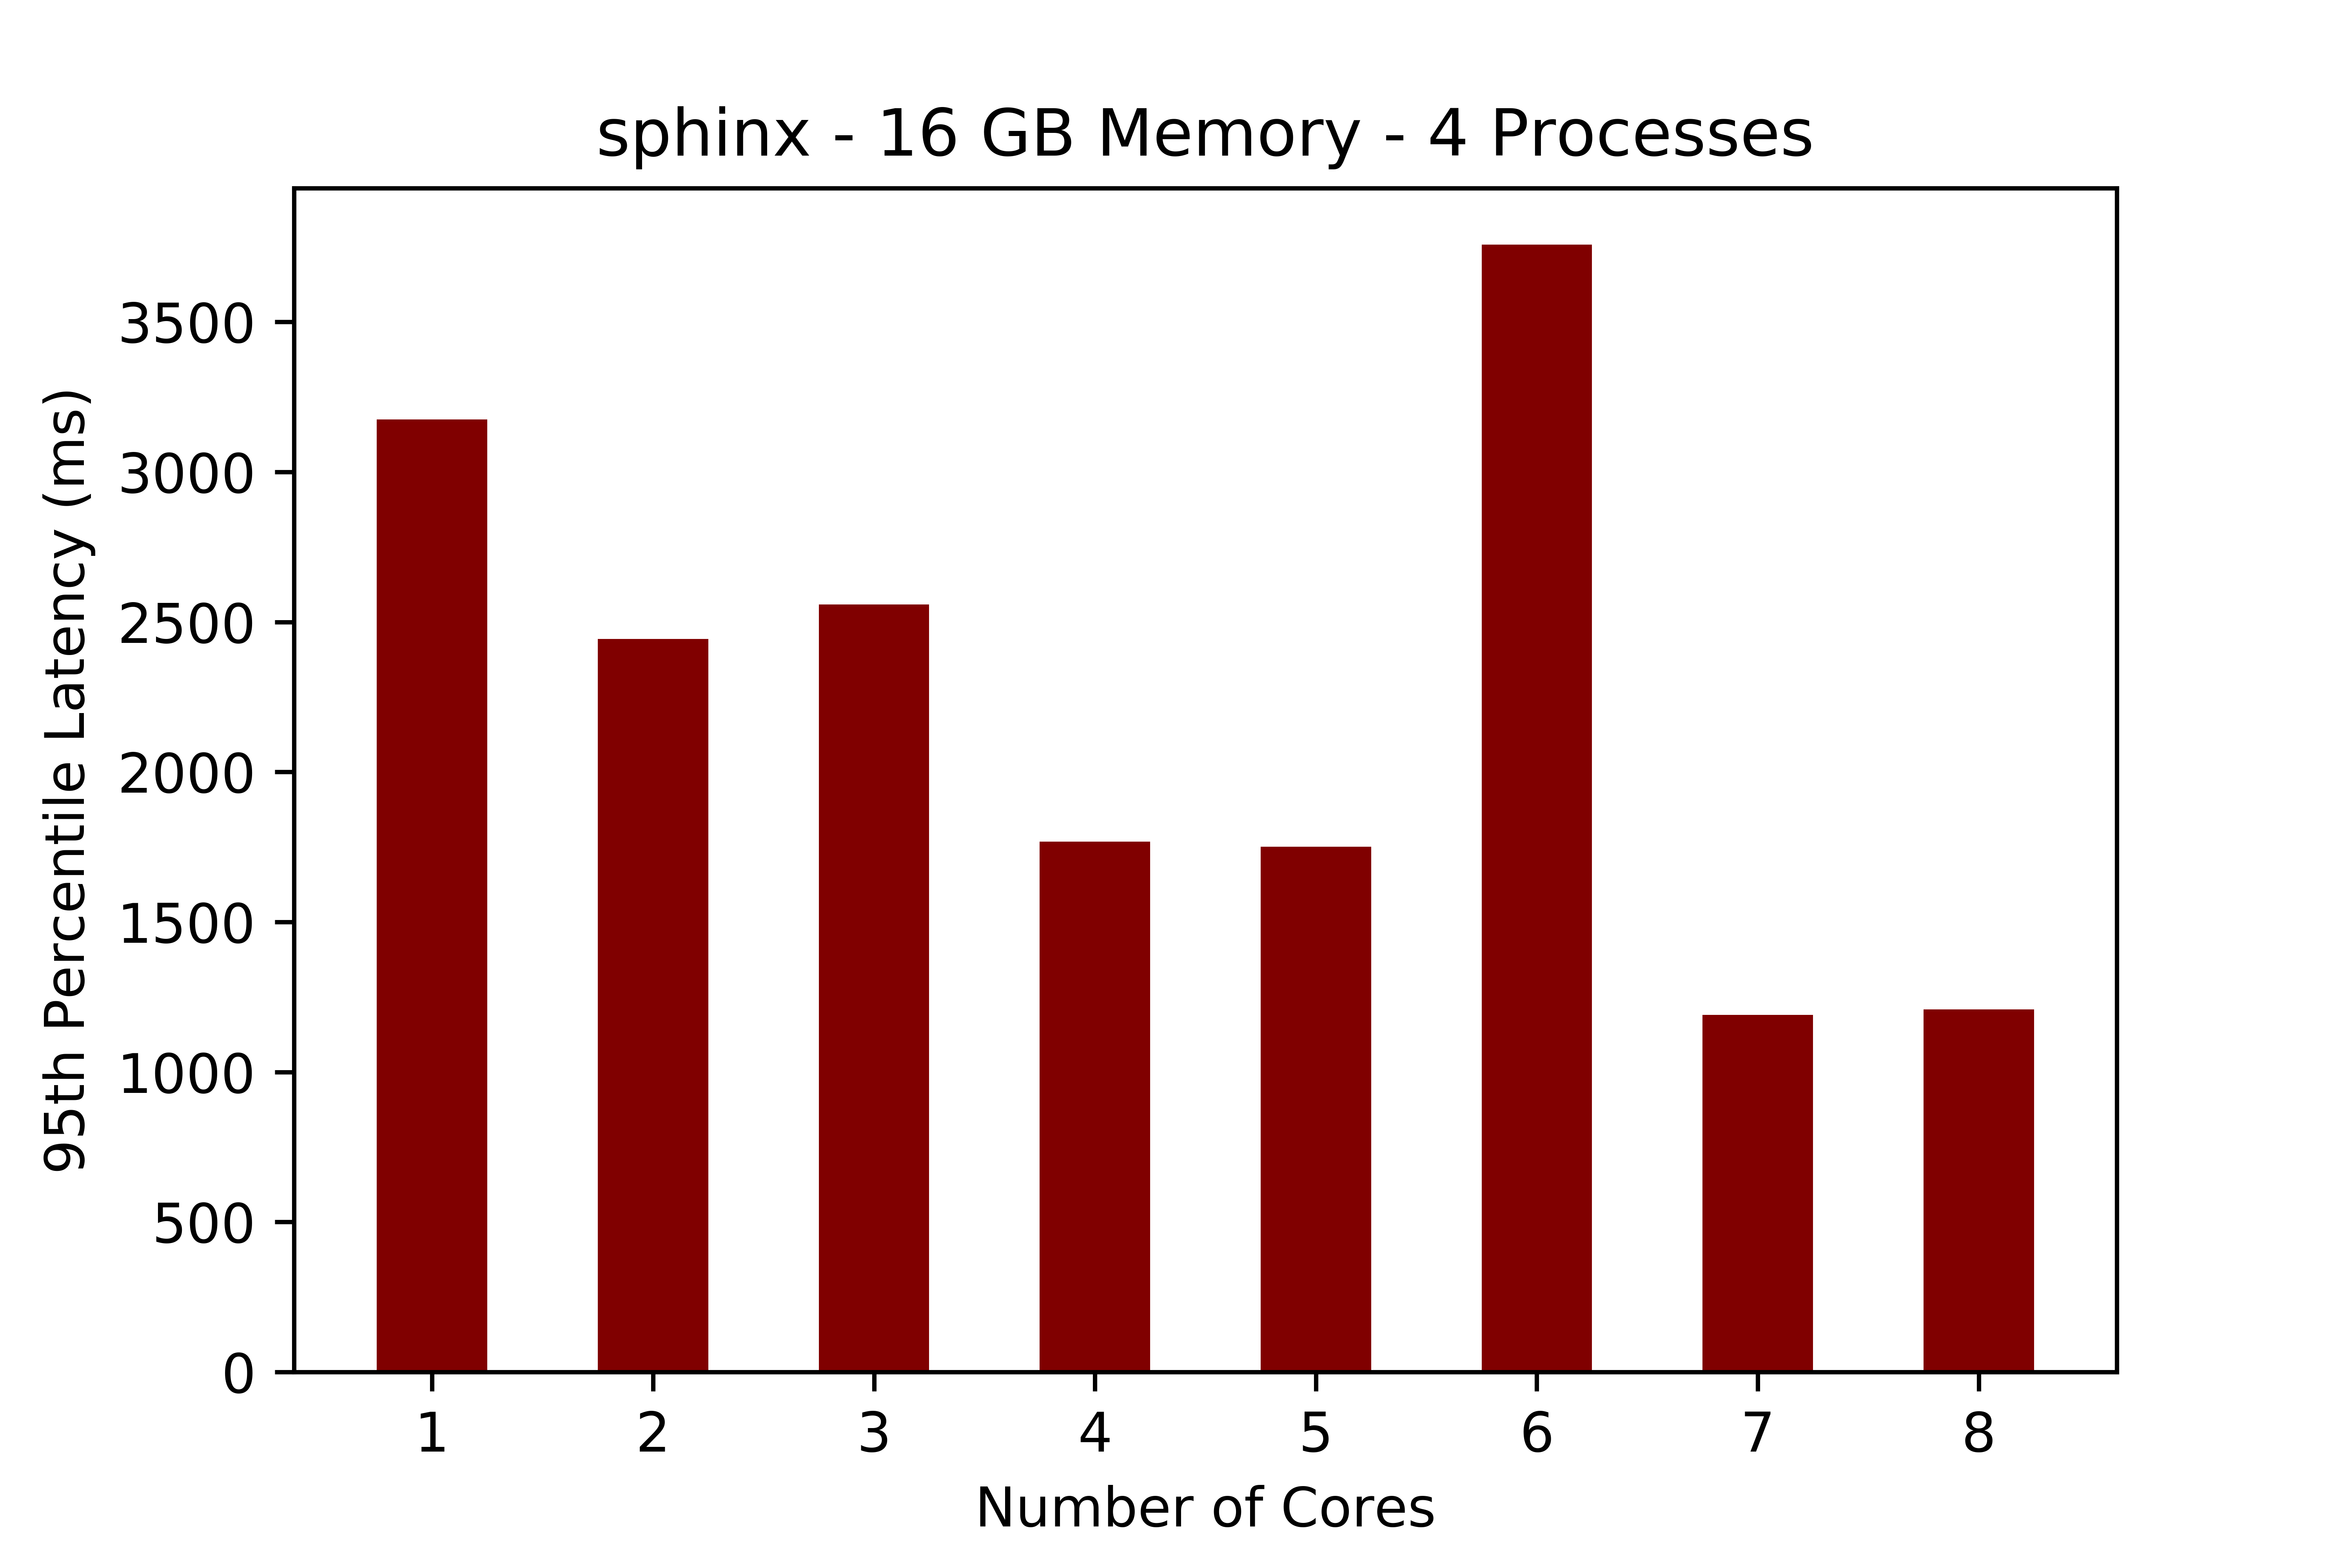 sphinx - 16 GB Memory - 4 Processes
95th Percentile Latency (ms)
3500
3000
2500
2000
1500
1000
500
0
1 2 3 4 5 6 7 8
Number of Cores